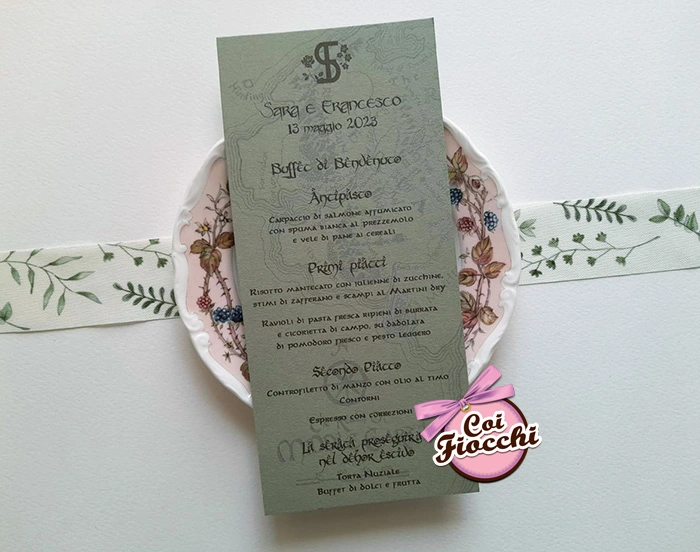 SF
Sara e Francesco
13 maggio 2023
Buffet di Benvenuto
Antipasto
Carpaccio di salmone affumicato
con spuma bianca al prezzemolo
e vele di pane ai cereali
Primi piatti
Risotto mantecato con julienne di zucchine,
stimi di zafferano e scampi al Martini dry
Ravioli di pasta fresca ripieni di burrata
e cicorietta di campo, su dadolata
di pomodoro fresco e pesto leggero
Secondo Piatto
Controfiletto di manzo con olio al timo
Contorni
Espresso con correzioni
La serata proseguirà
nel dehor estivo
Torta Nuziale
Buffet di dolci e frutta
Coi
Fiocchi